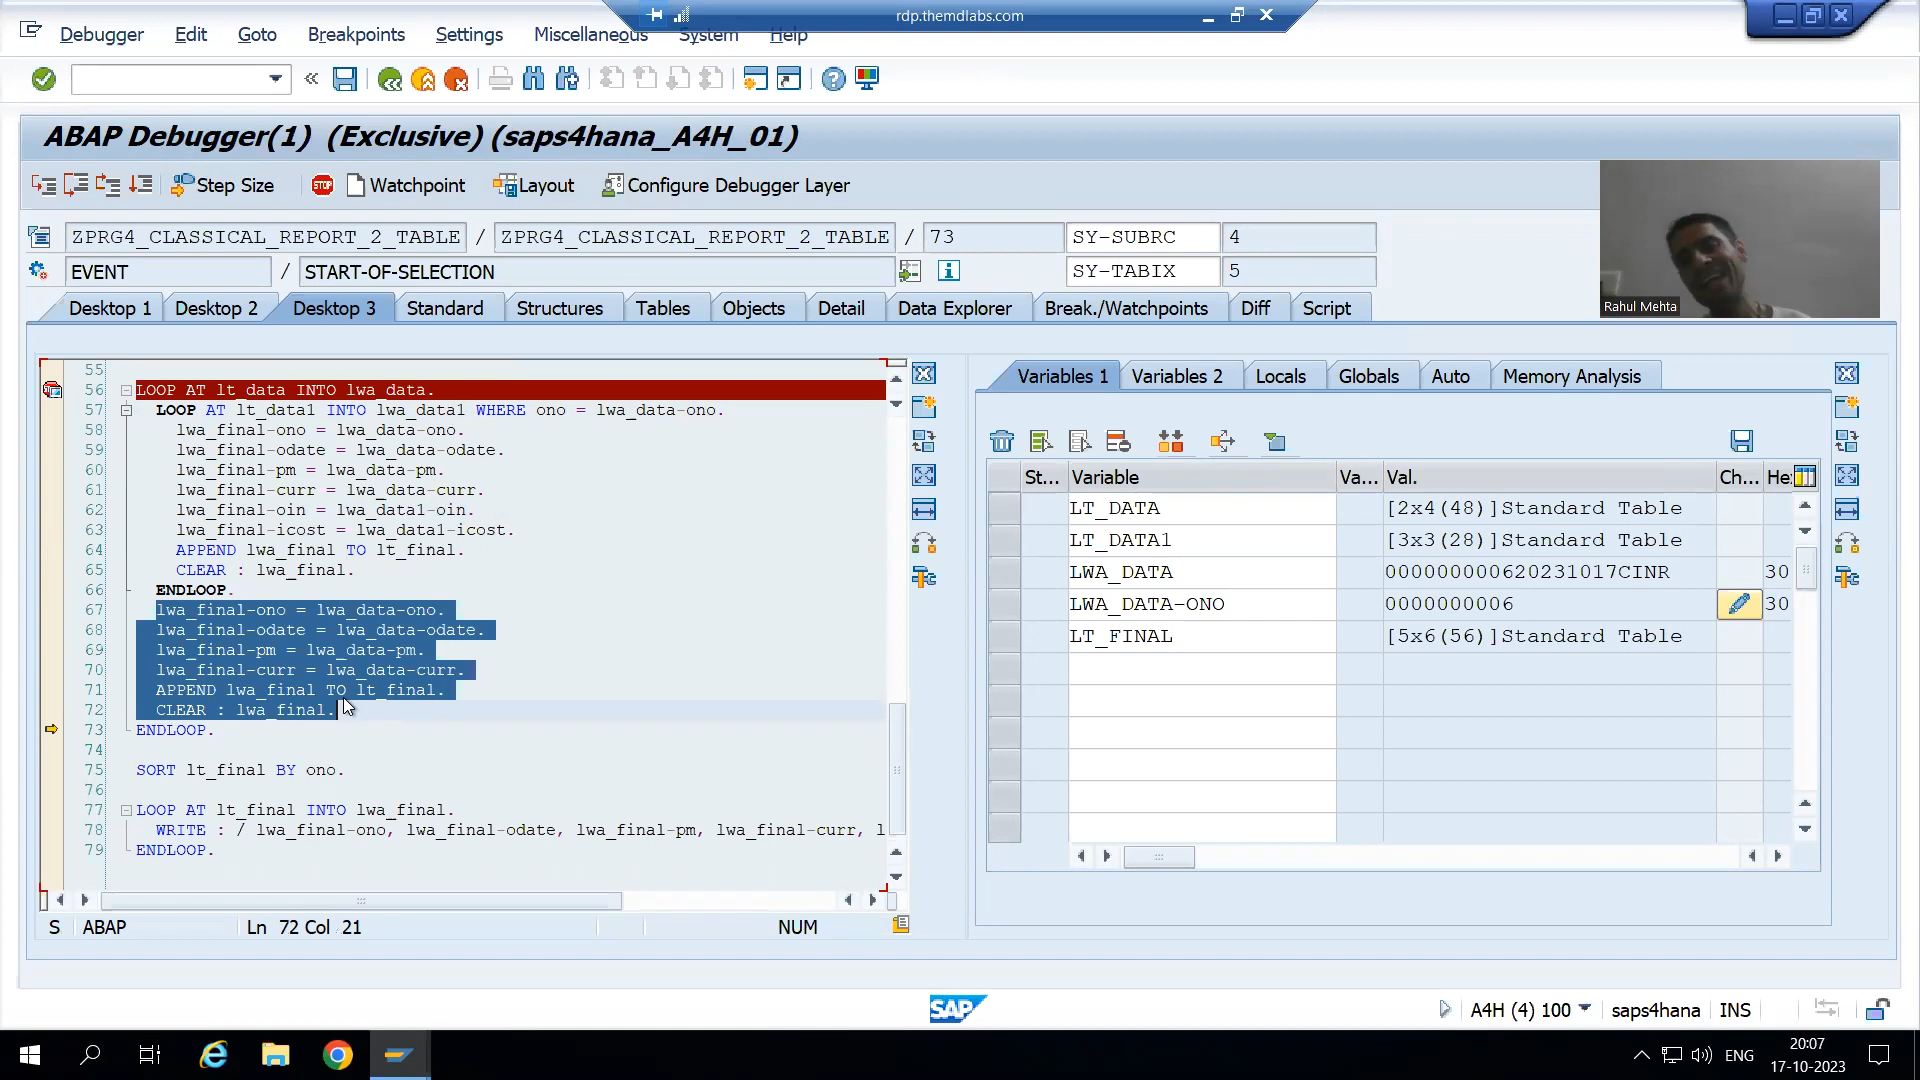 rdp.themdlabs.com
Debugger Edit Goto Breakpoints Settings Miscellaneous System Help
ABAP Debugger(1) (Exclusive) (saps4hana_A4H_01)
Step Size STOP Watchpoint Layout Configure Debugger Layer
ZPRG4_CLASSICAL_REPORT_2_TABLE / ZPRG4_CLASSICAL_REPORT_2_TABLE / 73 SY-SUBRC 4
EVENT / START-OF-SELECTION SY-TABIX 5
Rahul Mehta
Desktop 1 Desktop 2 Desktop 3 Standard Structures Tables Objects Detail Data Explorer Break./Watchpoints Diff Script
55
56 LOOP AT lt_data INTO lwa_data.
57 LOOP AT lt_data1 INTO lwa_data1 WHERE ono = lwa_data-ono.
58 lwa_final-ono = lwa_data-ono.
59 lwa_final-odate = lwa_data-odate.
60 lwa_final-pm = lwa_data-pm.
61 lwa_final-curr = lwa_data-curr.
62 lwa_final-oin = lwa_data1-oin.
63 lwa_final-icost = lwa_data1-icost.
64 APPEND lwa_final TO lt_final.
65 CLEAR : lwa_final.
66 ENDLOOP.
67 lwa_final-ono = lwa_data-ono.
68 lwa_final-odate = lwa_data-odate.
69 lwa_final-pm = lwa_data-pm.
70 lwa_final-curr = lwa_data-curr.
71 APPEND lwa_final TO lt_final.
72 CLEAR : lwa_final.
73 ENDLOOP.
74
75 SORT lt_final BY ono.
76
77 LOOP AT lt_final INTO lwa_final.
78 WRITE : / lwa_final-ono, lwa_final-odate, lwa_final-pm, lwa_final-curr, l
79 ENDLOOP.
S ABAP Ln 72 Col 21 NUM
Variables 1 Variables 2 Locals Globals Auto Memory Analysis
St... Variable Va... Val. Ch... He
LT_DATA [2x4(48)]Standard Table
LT_DATA1 [3x3(28)]Standard Table
LWA_DATA 000000000620231017CINR 30
LWA_DATA-ONO 0000000006 30
LT_FINAL [5x6(56)]Standard Table
SAP A4H (4) 100 saps4hana INS
ENG 20:07
17-10-2023